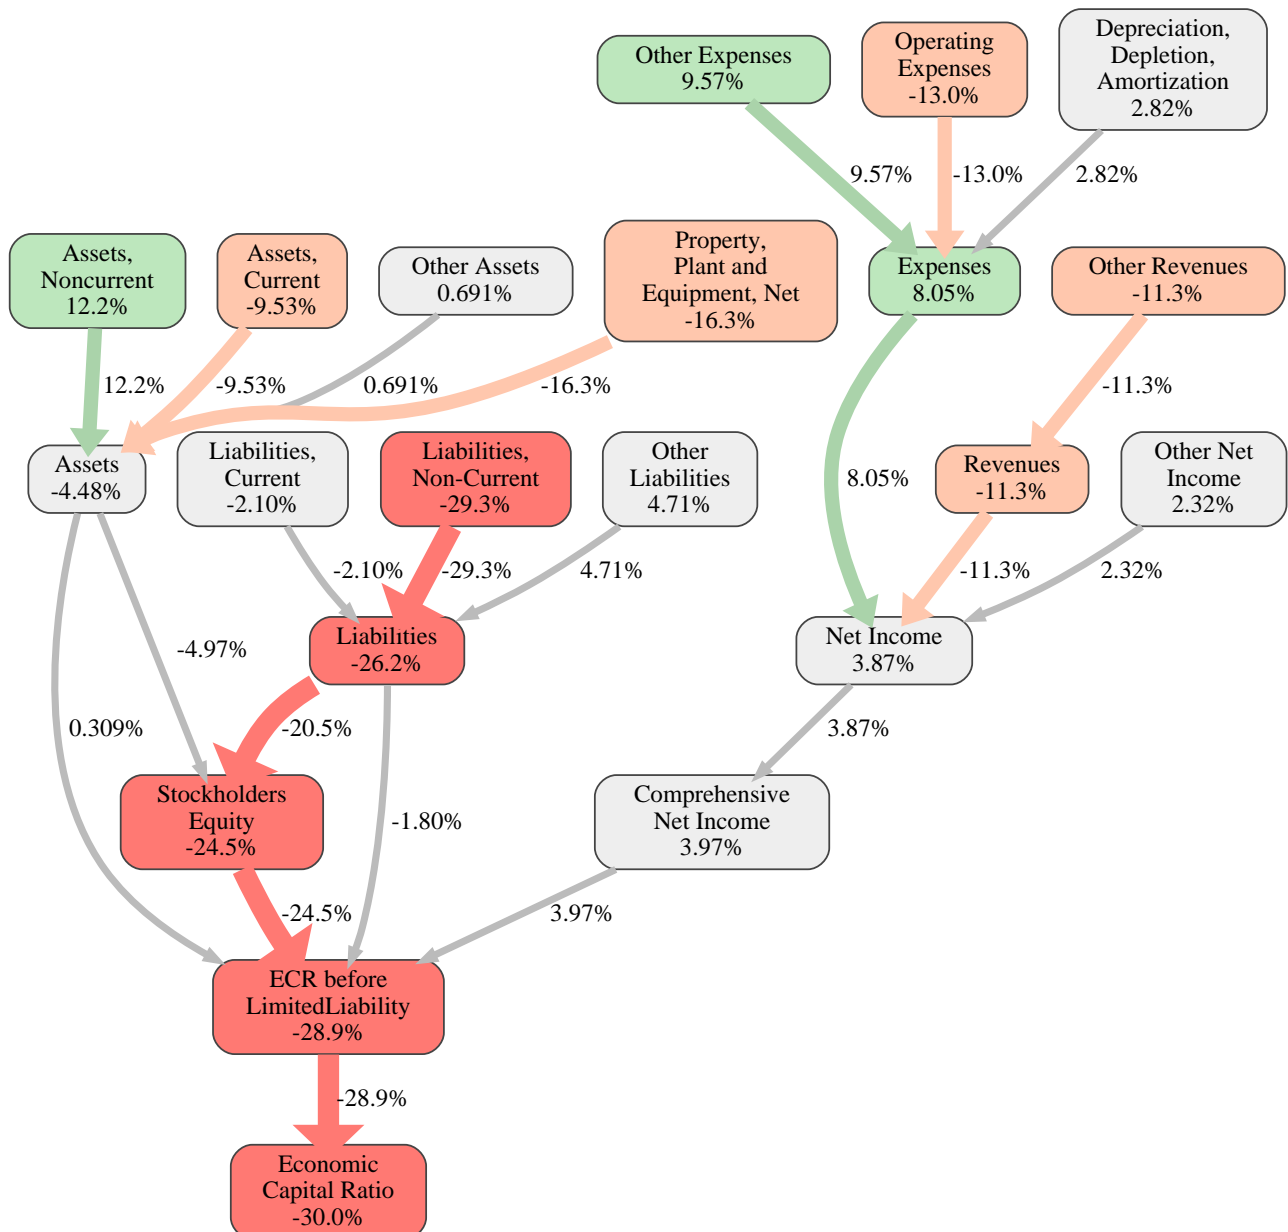 Other Expenses
9.57%
Operating
Expenses
-13.0%
Depreciation,
Depletion,
Amortization
2.82%
9.57%
-13.0%
2.82%
Assets,
Noncurrent
12.2%
Assets,
Current
-9.53%
Other Assets
0.691%
Property,
Plant and
Equipment, Net
-16.3%
Expenses
8.05%
Other Revenues
-11.3%
12.2%
-9.53%
0.691%
-16.3%
-11.3%
Assets
-4.48%
Liabilities,
Current
-2.10%
Liabilities,
Non-Current
-29.3%
Other
Liabilities
4.71%
8.05%
Revenues
-11.3%
Other Net
Income
2.32%
-2.10%
-29.3%
4.71%
-11.3%
2.32%
Liabilities
-26.2%
Net Income
3.87%
-4.97%
0.309%
-20.5%
3.87%
Stockholders
Equity
-24.5%
-1.80%
Comprehensive
Net Income
3.97%
-24.5%
3.97%
ECR before
LimitedLiability
-28.9%
-28.9%
Economic
Capital Ratio
-30.0%